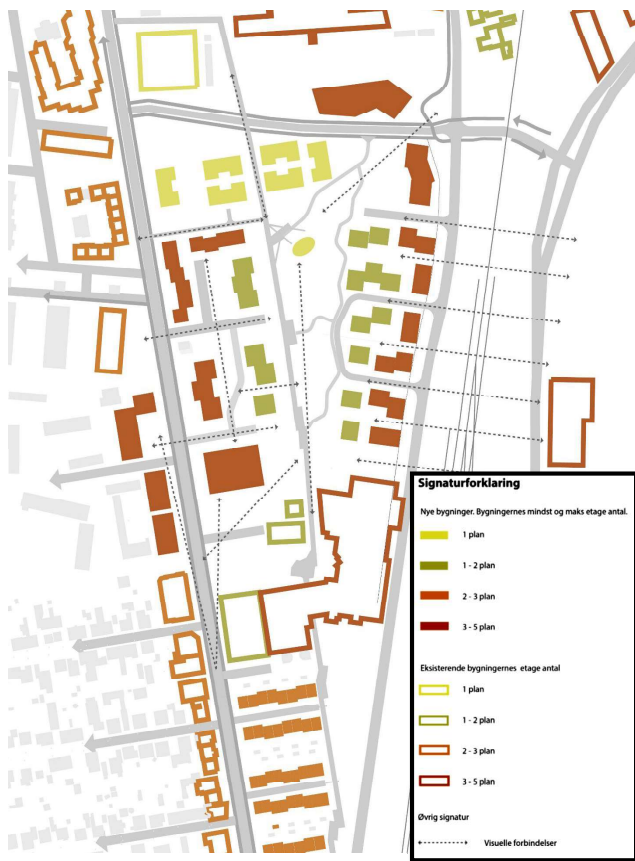 Signaturforklaring
Nye bygninger. Bygningernes mindst og maks etage antal.
1 plan
1 - 2 plan
2 - 3 plan
3 - 5 plan
Eksisterende bygningernes etage antal
1 plan
1 - 2 plan
2 - 3 plan
3 - 5 plan
Øvrig signatur
Visuelle forbindelser